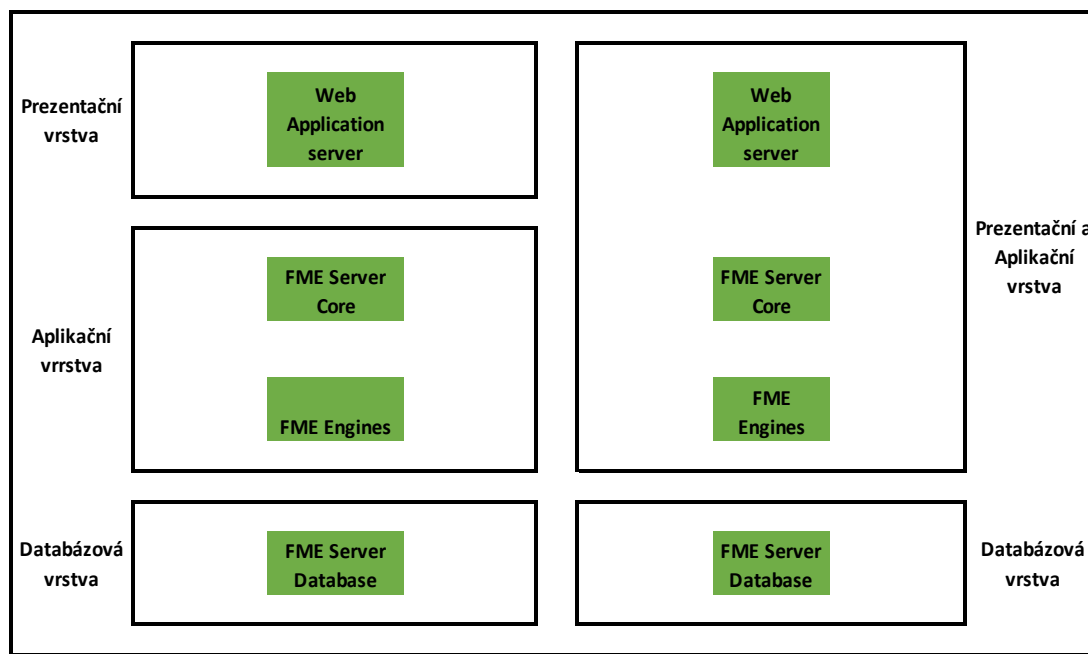 Prezentační
vrstva
Web
Application
server
Aplikační
vrrstva
FME Server
Core
FME Engines
Databázová
vrstva
FME Server
Database
Web
Application
server
FME Server
Core
FME
Engines
Prezentační a
Aplikační
vrstva
FME Server
Database
Databázová
vrstva